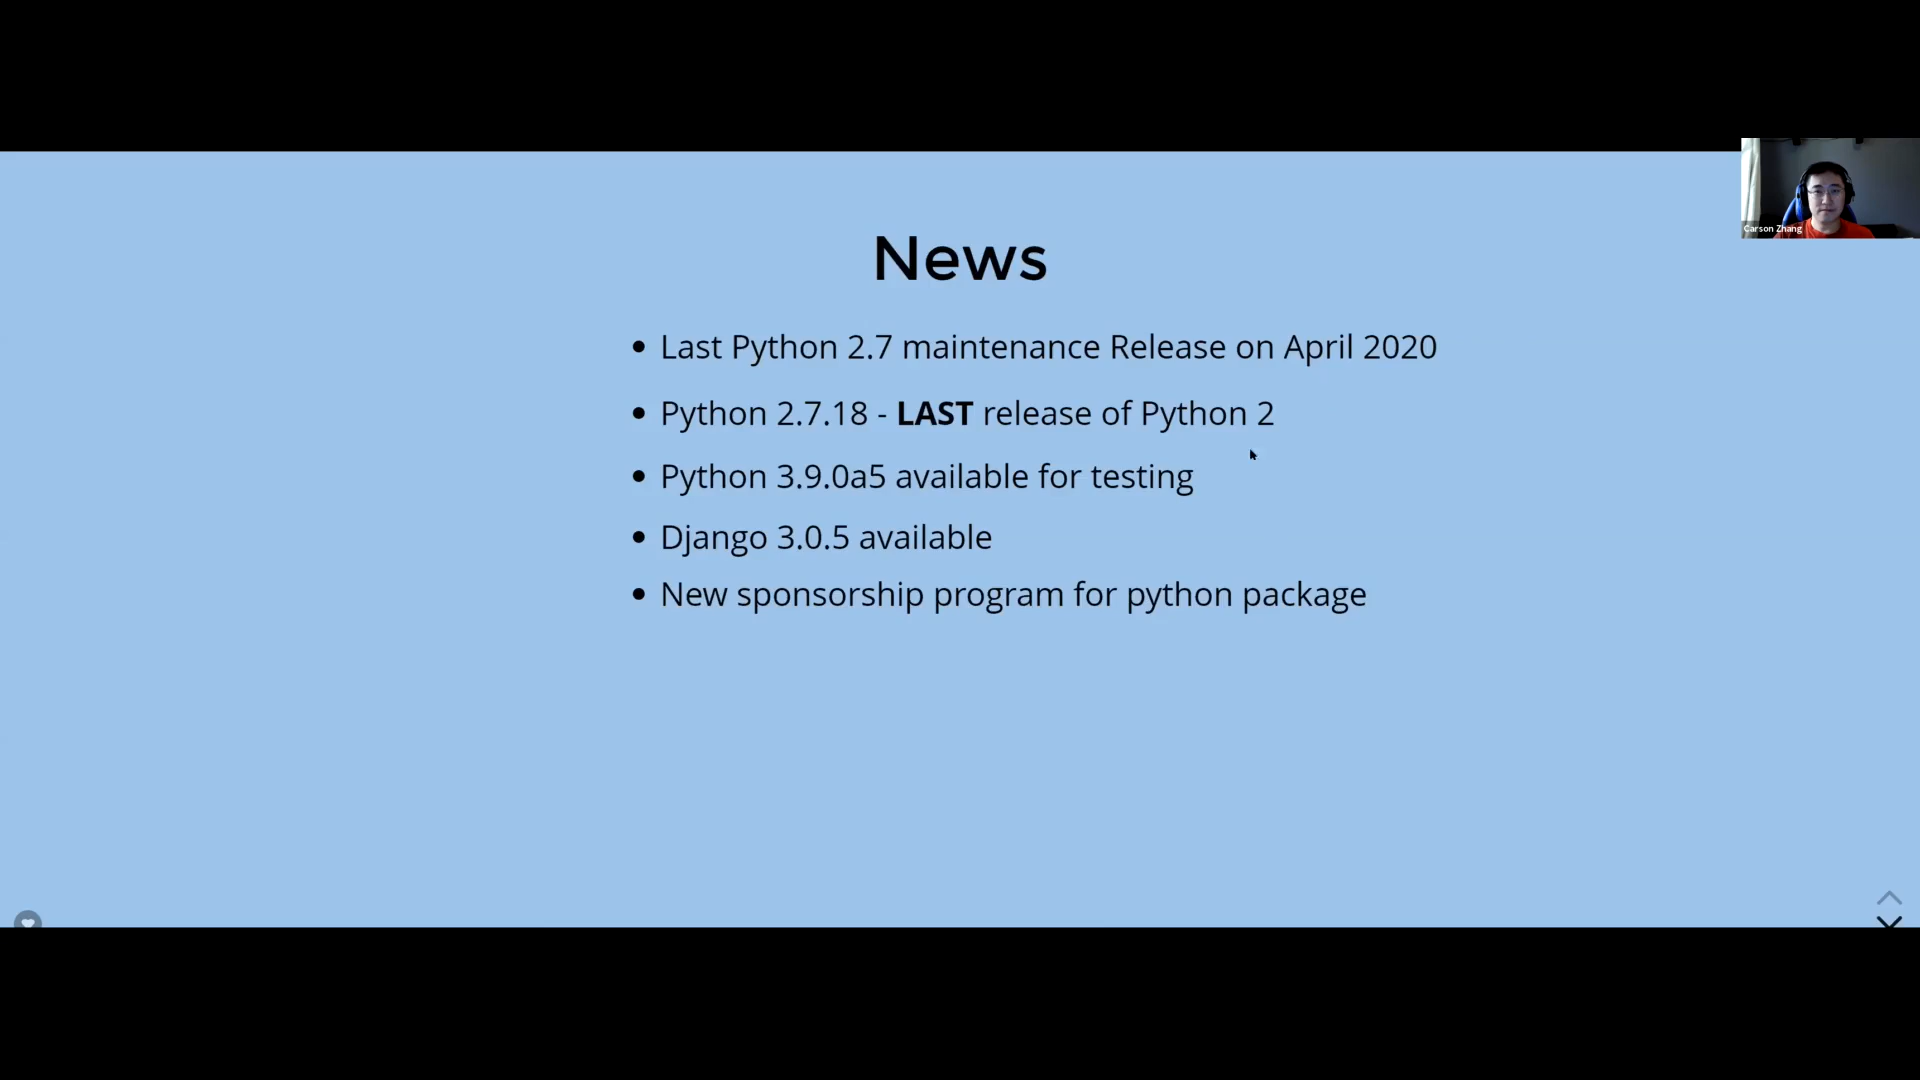 Carson Zhang
News
Last Python 2.7 maintenance Release on April 2020
Python 2.7.18 - LAST release of Python 2
Python 3.9.0a5 available for testing
Django 3.0.5 available
New sponsorship program for python package